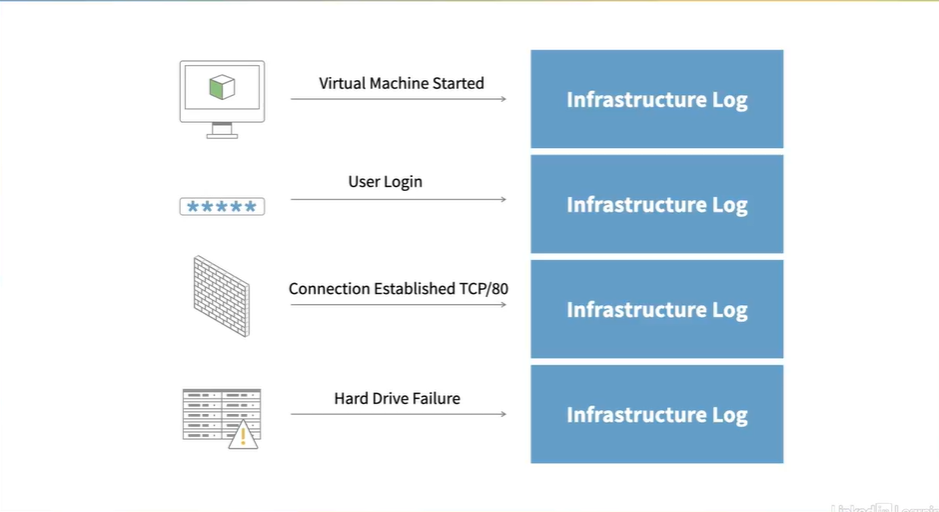 Virtual Machine Started
Infrastructure Log
User Login
*****
Infrastructure Log
Connection Established TCP/80
Infrastructure Log
Hard Drive Failure
!
Infrastructure Log